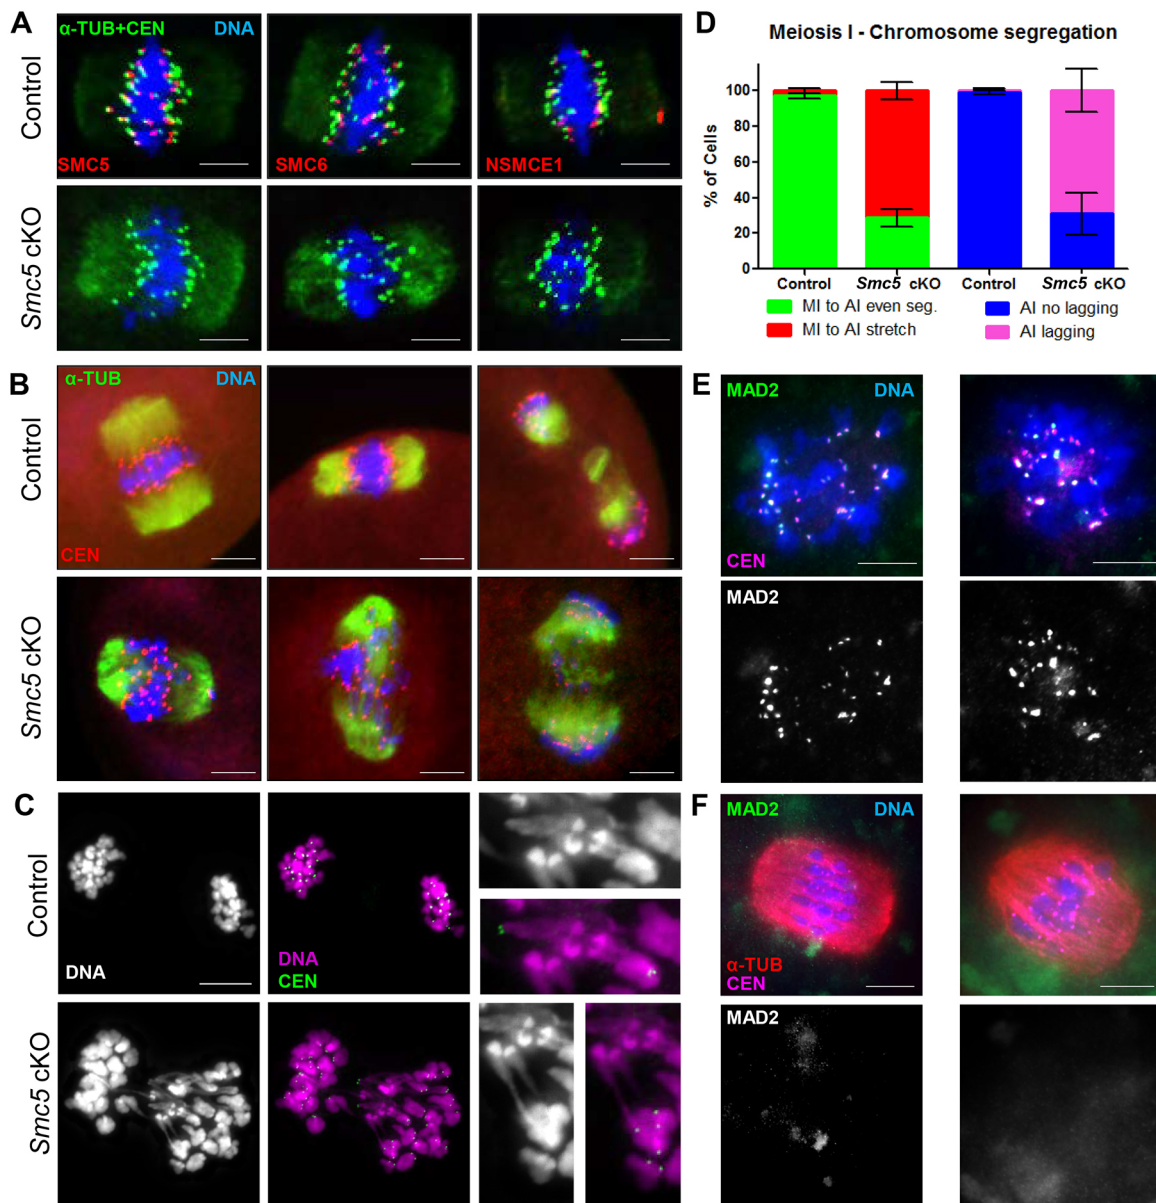 A
α-TUB+CEN DNA
Control
SMC5
SMC6
NSMCE1
Smc5 cKO
B
α-TUB DNA
Control
CEN
Smc5 cKO
C
Control
DNA
DNA
CEN
Smc5 cKO
D
Meiosis I - Chromosome segregation
% of Cells
100
80
60
40
20
0
Control Smc5 cKO Control Smc5 cKO
MI to AI even seg.
MI to AI stretch
AI no lagging
AI lagging
E
MAD2 DNA
CEN
MAD2
F
MAD2 DNA
α-TUB
CEN
MAD2